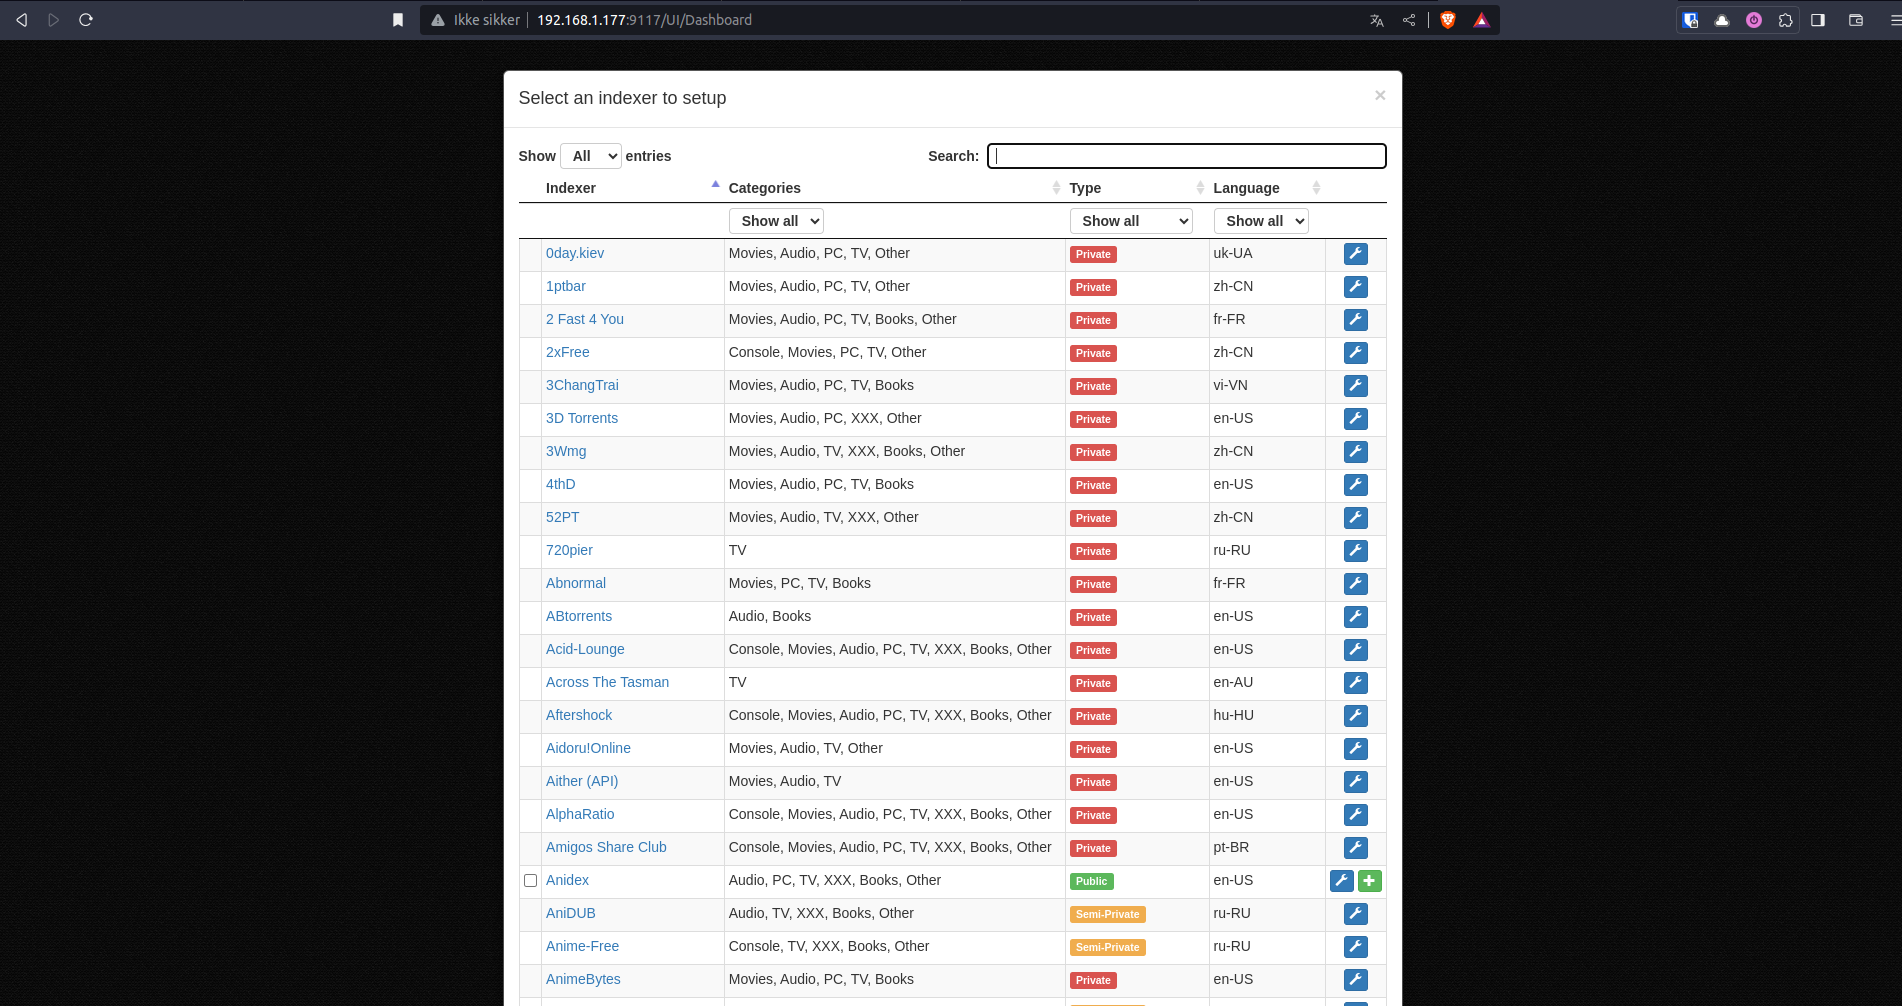 Ikke sikker 192.168.1.177:9117/UI/Dashboard
Select an indexer to setup ×
Show All entries Search:
Indexer Categories Type Language
Show all Show all Show all
0day.kiev Movies, Audio, PC, TV, Other Private uk-UA
1ptbar Movies, Audio, PC, TV, Other Private zh-CN
2 Fast 4 You Movies, Audio, PC, TV, Books, Other Private fr-FR
2xFree Console, Movies, PC, TV, Other Private zh-CN
3ChangTrai Movies, Audio, PC, TV, Books Private vi-VN
3D Torrents Movies, Audio, PC, XXX, Other Private en-US
3Wmg Movies, Audio, TV, XXX, Books, Other Private zh-CN
4thD Movies, Audio, PC, TV, Books Private en-US
52PT Movies, Audio, TV, XXX, Other Private zh-CN
720pier TV Private ru-RU
Abnormal Movies, PC, TV, Books Private fr-FR
ABtorrents Audio, Books Private en-US
Acid-Lounge Console, Movies, Audio, PC, TV, XXX, Books, Other Private en-US
Across The Tasman TV Private en-AU
Aftershock Console, Movies, Audio, PC, TV, XXX, Books, Other Private hu-HU
Aidoru!Online Movies, Audio, TV, Other Private en-US
Aither (API) Movies, Audio, TV Private en-US
AlphaRatio Console, Movies, Audio, PC, TV, XXX, Books, Other Private en-US
Amigos Share Club Console, Movies, Audio, PC, TV, XXX, Books, Other Private pt-BR
Anidex Audio, PC, TV, XXX, Books, Other Public en-US
AniDUB Audio, TV, XXX, Books, Other Semi-Private ru-RU
Anime-Free Console, TV, XXX, Books, Other Semi-Private ru-RU
AnimeBytes Movies, Audio, PC, TV, Books Private en-US